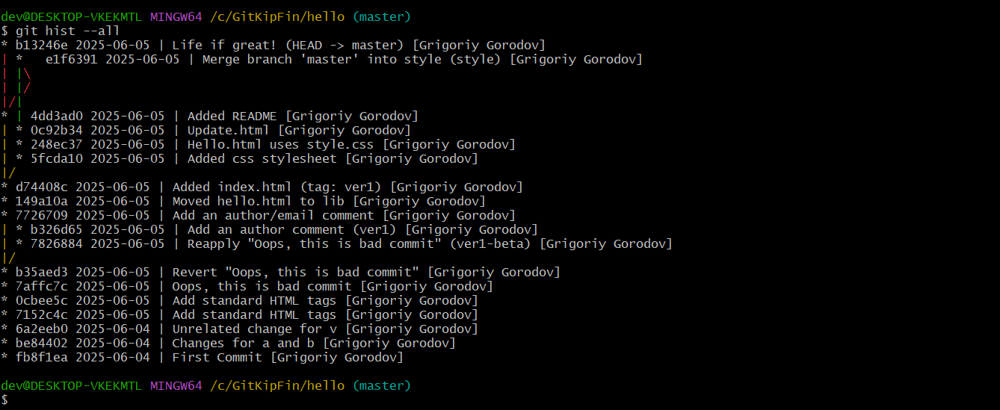 dev@DESKTOP-VKEKMTL MINGW64 /c/GitKipFin/hello (master)
$ git hist --all
* b13246e 2025-06-05 | Life if great! (HEAD -> master) [Grigoriy Gorodov]
| *   e1f6391 2025-06-05 | Merge branch 'master' into style (style) [Grigoriy Gorodov]
| |\
| |/
|/|
* | 4dd3ad0 2025-06-05 | Added README [Grigoriy Gorodov]
| * 0c92b34 2025-06-05 | Update.html [Grigoriy Gorodov]
| * 248ec37 2025-06-05 | Hello.html uses style.css [Grigoriy Gorodov]
| * 5fcda10 2025-06-05 | Added css stylesheet [Grigoriy Gorodov]
|/
* d74408c 2025-06-05 | Added index.html (tag: ver1) [Grigoriy Gorodov]
* 149a10a 2025-06-05 | Moved hello.html to lib [Grigoriy Gorodov]
* 7726709 2025-06-05 | Add an author/email comment [Grigoriy Gorodov]
| * b326d65 2025-06-05 | Add an author comment (ver1) [Grigoriy Gorodov]
| * 7826884 2025-06-05 | Reapply "Oops, this is bad commit" (ver1-beta) [Grigoriy Gorodov]
|/
* b35aed3 2025-06-05 | Revert "Oops, this is bad commit" [Grigoriy Gorodov]
* 7affc7c 2025-06-05 | Oops, this is bad commit [Grigoriy Gorodov]
* 0cbee5c 2025-06-05 | Add standard HTML tags [Grigoriy Gorodov]
* 7152c4c 2025-06-05 | Add standard HTML tags [Grigoriy Gorodov]
* 6a2eeb0 2025-06-04 | Unrelated change for v [Grigoriy Gorodov]
* be84402 2025-06-04 | Changes for a and b [Grigoriy Gorodov]
* fb8f1ea 2025-06-04 | First Commit [Grigoriy Gorodov]
dev@DESKTOP-VKEKMTL MINGW64 /c/GitKipFin/hello (master)
$